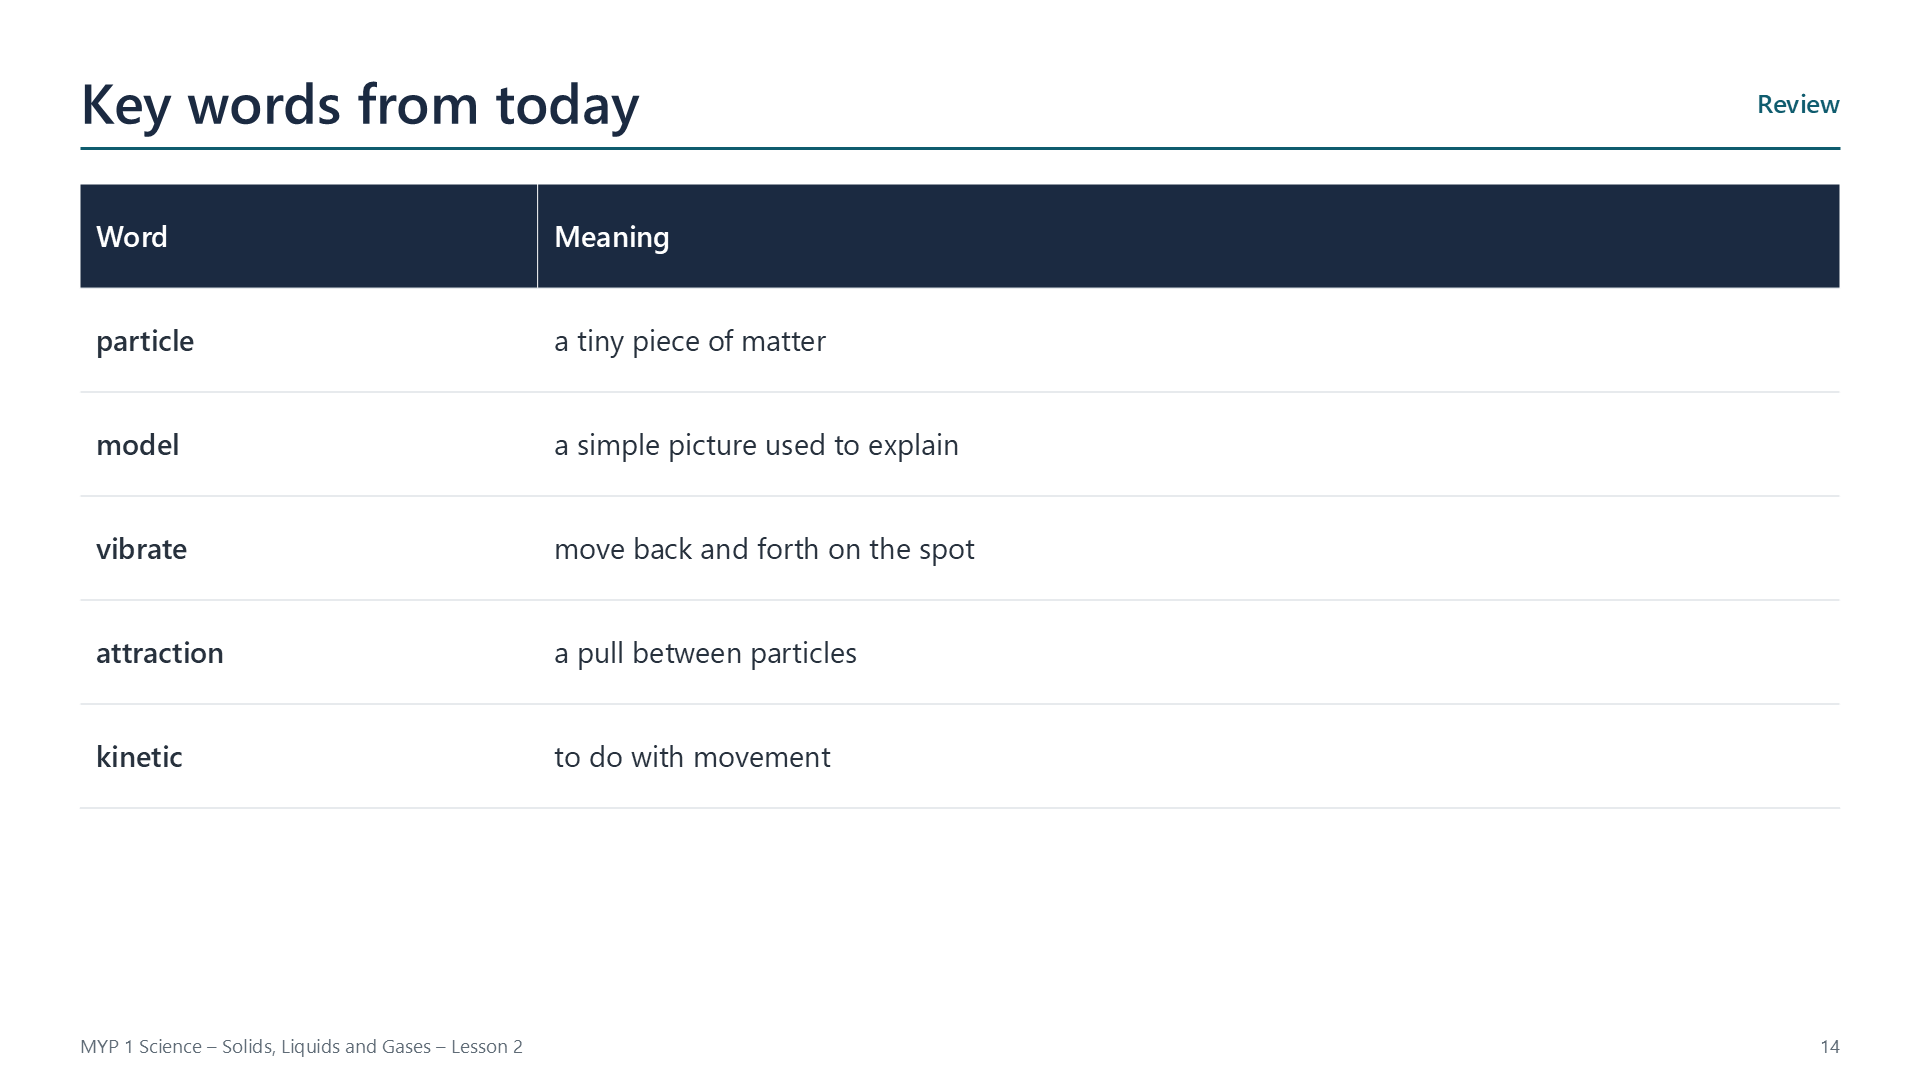 Key words from today
Review
Word Meaning
particle a tiny piece of matter
model a simple picture used to explain
vibrate move back and forth on the spot
attraction a pull between particles
kinetic to do with movement
MYP 1 Science – Solids, Liquids and Gases – Lesson 2
14